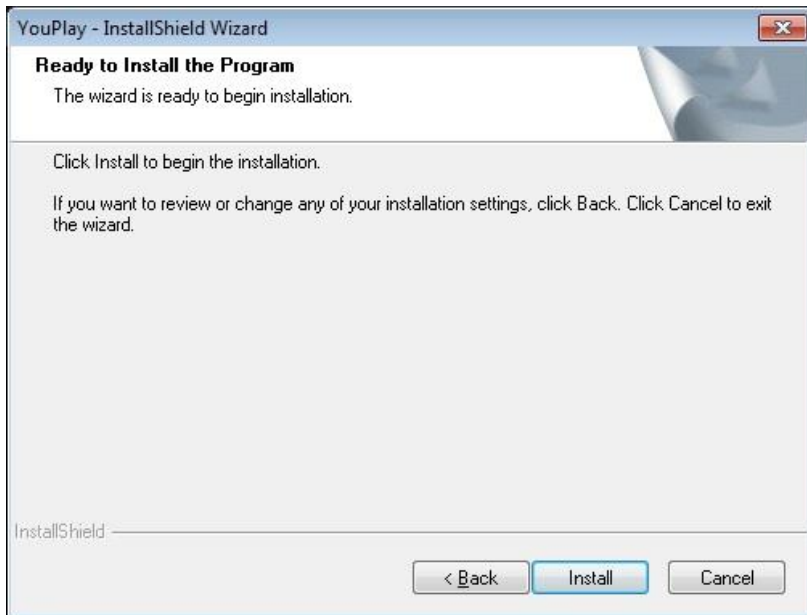 YouPlay - InstallShield Wizard
Ready to Install the Program
The wizard is ready to begin installation.
Click Install to begin the installation.
If you want to review or change any of your installation settings, click Back. Click Cancel to exit
the wizard.
InstallShield
< Back
Install
Cancel